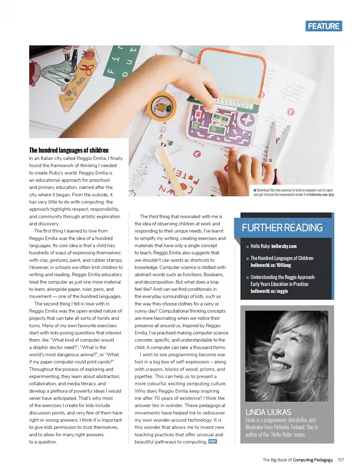 FEATURE
Download Ruby the exercise to build a computer out of paper
and get to know the components inside it at helloruby.com/play
The hundred languages of children
In an Italian city called Reggio Emilia, I finally
found the framework of thinking I needed
to create Ruby's world. Reggio Emilia is
an educational approach for preschool
and primary education, named after the
city where it began. From the outside, it
has very little to do with computing: the
approach highlights respect, responsibility,
and community through artistic exploration
and discovery.
The first thing I learned to love from
Reggio Emilia was the idea of a hundred
languages. Its core idea is that a child has
hundreds of ways of expressing themselves:
with clay, gestures, paint, and rubber stamps.
However, in schools we often limit children to
writing and reading. Reggio Emilia educators
treat the computer as just one more material
to learn, alongside paper, ruler, pens, and
movement — one of the hundred languages.
The second thing I fell in love with in
Reggio Emilia was the open-ended nature of
projects that can take all sorts of twists and
turns. Many of my own favourite exercises
start with kids posing questions that interest
them, like "What kind of computer would
a dolphin doctor need?", "What is the
world's most dangerous animal?", or "What
if my paper computer could print candy?"
Throughout the process of exploring and
experimenting, they learn about abstraction,
collaboration, and media literacy, and
develop a plethora of powerful ideas I would
never have anticipated. That's why most
of the exercises I create for kids include
discussion points, and very few of them have
right or wrong answers. I think it is important
to give kids permission to trust themselves,
and to allow for many right answers
to a question.
The third thing that resonated with me is
the idea of observing children at work and
responding to their unique needs. I've learnt
to simplify my writing, creating exercises and
materials that have only a single concept
to teach. Reggio Emilia also suggests that
we shouldn't use words as shortcuts to
knowledge. Computer science is riddled with
abstract words such as functions, Booleans,
and decomposition. But what does a loop
feel like? And can we find conditionals in
the everyday surroundings of kids, such as
the way they choose clothes for a rainy or
sunny day? Computational thinking concepts
are more fascinating when we notice their
presence all around us. Inspired by Reggio
Emilia, I've practised making computer science
concrete, specific, and understandable to the
child. A computer can take a thousand forms.
I wish to see programming become one
tool in a big box of self-expression – along
with crayons, blocks of wood, prisms, and
pipettes. This can help us to present a
more colourful, exciting computing culture.
Why does Reggio Emilia keep inspiring
me after 70 years of existence? I think the
answer lies in wonder. These pedagogical
movements have helped me to rediscover
my own wonder around technology. It is
this wonder that allows me to invent new
teaching practices that offer unusual and
beautiful pathways to computing.
FURTHER READING
Hello Ruby: helloruby.com
The Hundred Languages of Children:
helloworld.cc/100lang
Understanding the Reggio Approach:
Early Years Education in Practice:
helloworld.cc/reggio
LINDA LIUKAS
Linda is a programmer, storyteller, and
illustrator from Helsinki, Finland. She is
author of the Hello Ruby series.
The Big Book of Computing Pedagogy 157